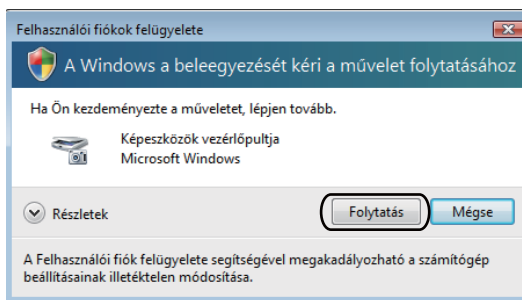 Felhasználói fiókok felügyelete
A Windows a beleegyezését kéri a művelet folytatásához
Ha Ön kezdeményezte a műveletet, lépjen tovább.
Képeszközök vezérlőpultja
Microsoft Windows
Részletek
Folytatás
Mégse
A Felhasználói fiók felügyelete segítségével megakadályozható a számítógép
beállításainak illetéktelen módosítása.